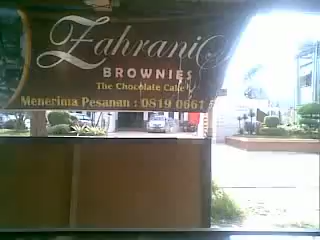 Zahrani
BROWNIES
The Chocolate Cake
Menerima Pesanan : 0819 0661